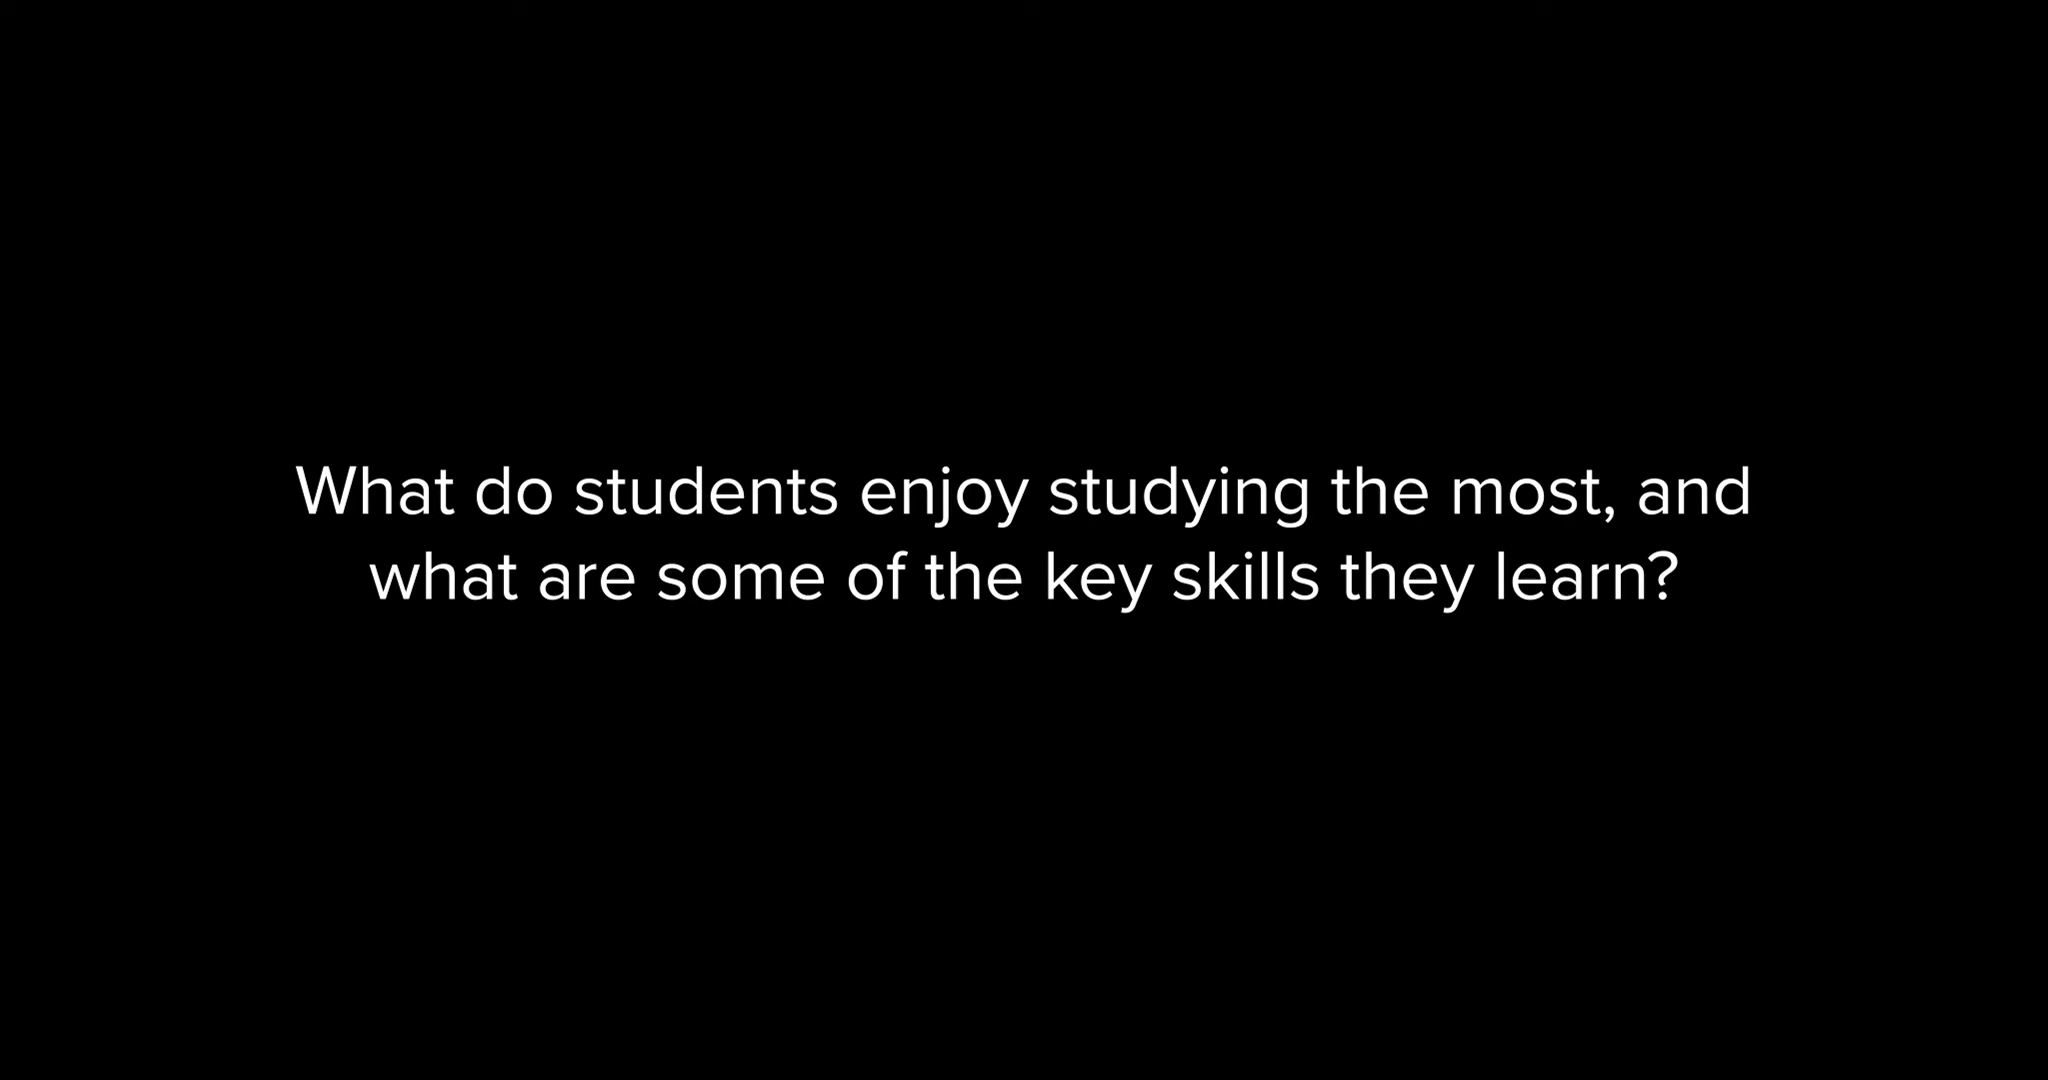 What do students enjoy studying the most, and
what are some of the key skills they learn?